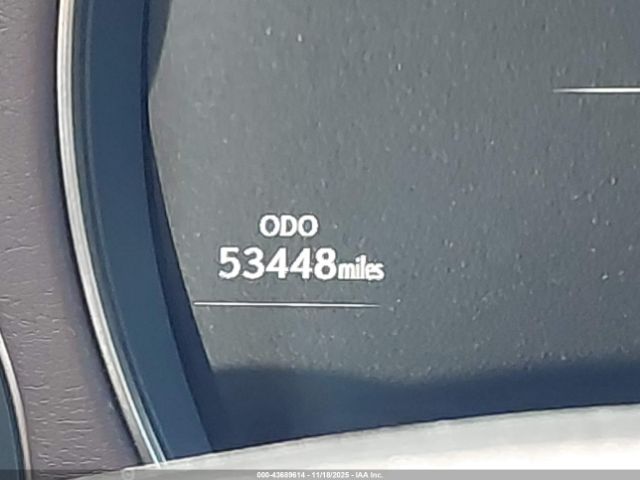 ODO
53448miles
000-43689614 - 11/18/2025 - IAA Inc.